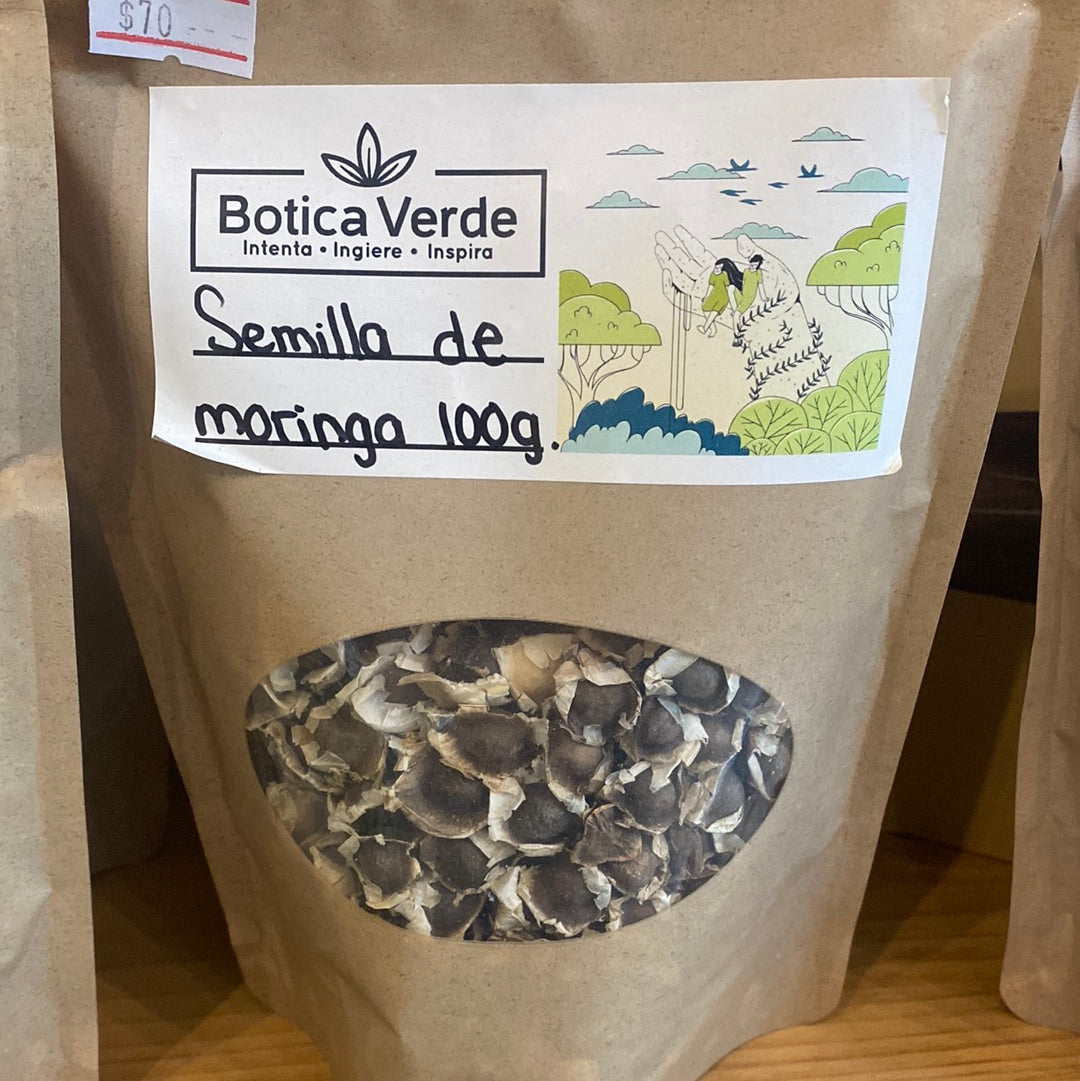 $70 - - -
Botica Verde
Intenta • Ingiere • Inspira
Semilla de
moringa 100g.